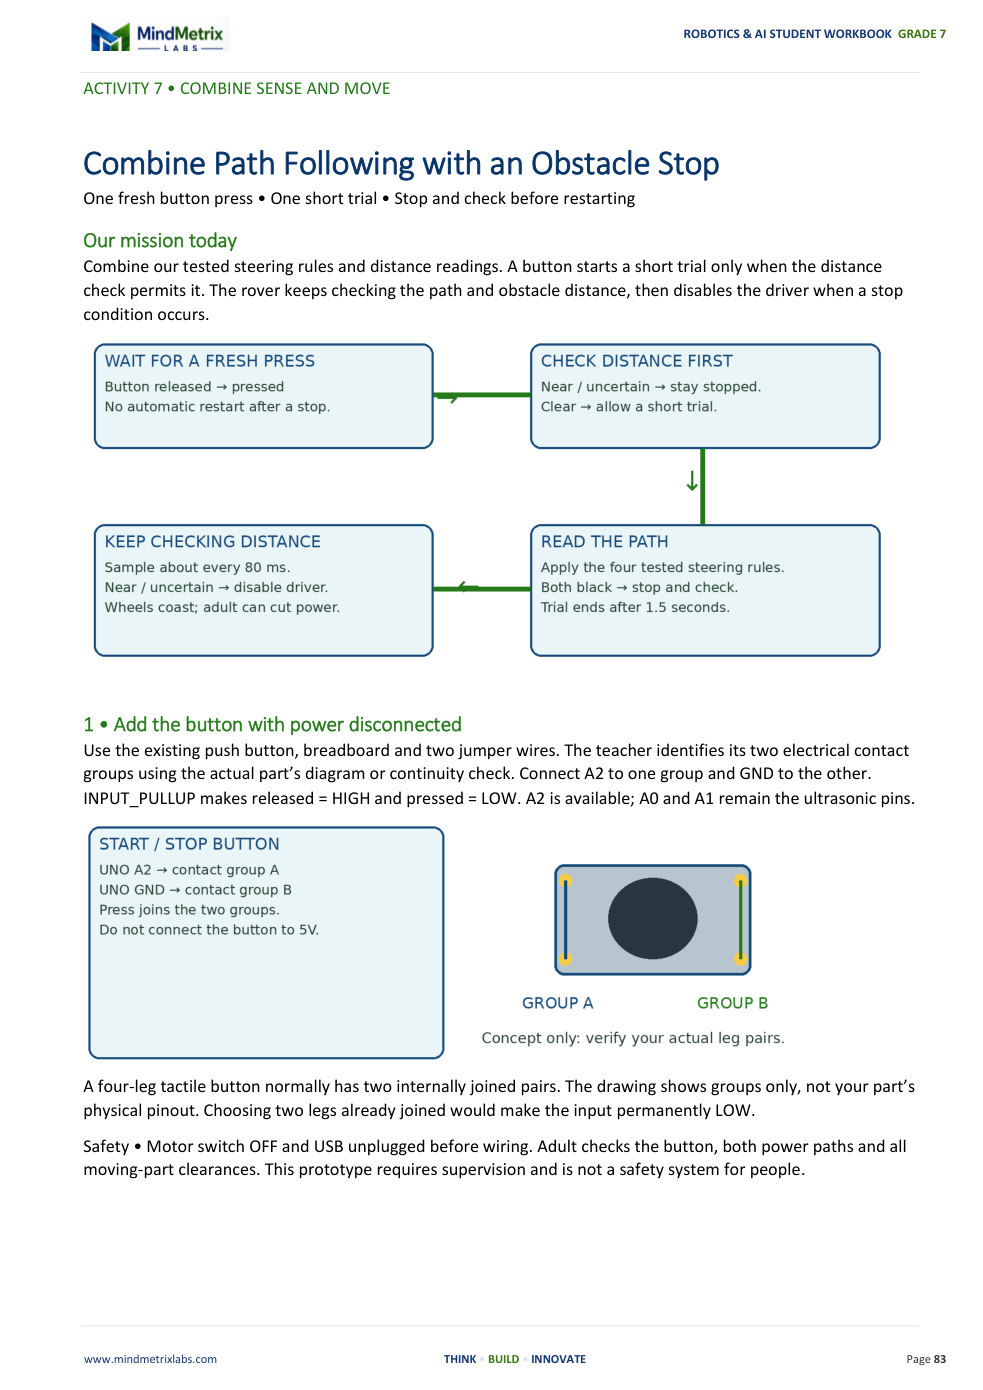 MindMetrix
LABS
ROBOTICS & AI STUDENT WORKBOOK GRADE 7
ACTIVITY 7 • COMBINE SENSE AND MOVE
Combine Path Following with an Obstacle Stop
One fresh button press • One short trial • Stop and check before restarting
Our mission today
Combine our tested steering rules and distance readings. A button starts a short trial only when the distance
check permits it. The rover keeps checking the path and obstacle distance, then disables the driver when a stop
condition occurs.
WAIT FOR A FRESH PRESS
Button released → pressed
No automatic restart after a stop.
CHECK DISTANCE FIRST
Near / uncertain → stay stopped.
Clear → allow a short trial.
KEEP CHECKING DISTANCE
Sample about every 80 ms.
Near / uncertain → disable driver.
Wheels coast; adult can cut power.
READ THE PATH
Apply the four tested steering rules.
Both black → stop and check.
Trial ends after 1.5 seconds.
1 • Add the button with power disconnected
Use the existing push button, breadboard and two jumper wires. The teacher identifies its two electrical contact
groups using the actual part’s diagram or continuity check. Connect A2 to one group and GND to the other.
INPUT_PULLUP makes released = HIGH and pressed = LOW. A2 is available; A0 and A1 remain the ultrasonic pins.
START / STOP BUTTON
UNO A2 → contact group A
UNO GND → contact group B
Press joins the two groups.
Do not connect the button to 5V.
GROUP A
GROUP B
Concept only: verify your actual leg pairs.
A four-leg tactile button normally has two internally joined pairs. The drawing shows groups only, not your part’s
physical pinout. Choosing two legs already joined would make the input permanently LOW.
Safety • Motor switch OFF and USB unplugged before wiring. Adult checks the button, both power paths and all
moving-part clearances. This prototype requires supervision and is not a safety system for people.
www.mindmetrixlabs.com
THINK • BUILD • INNOVATE
Page 83